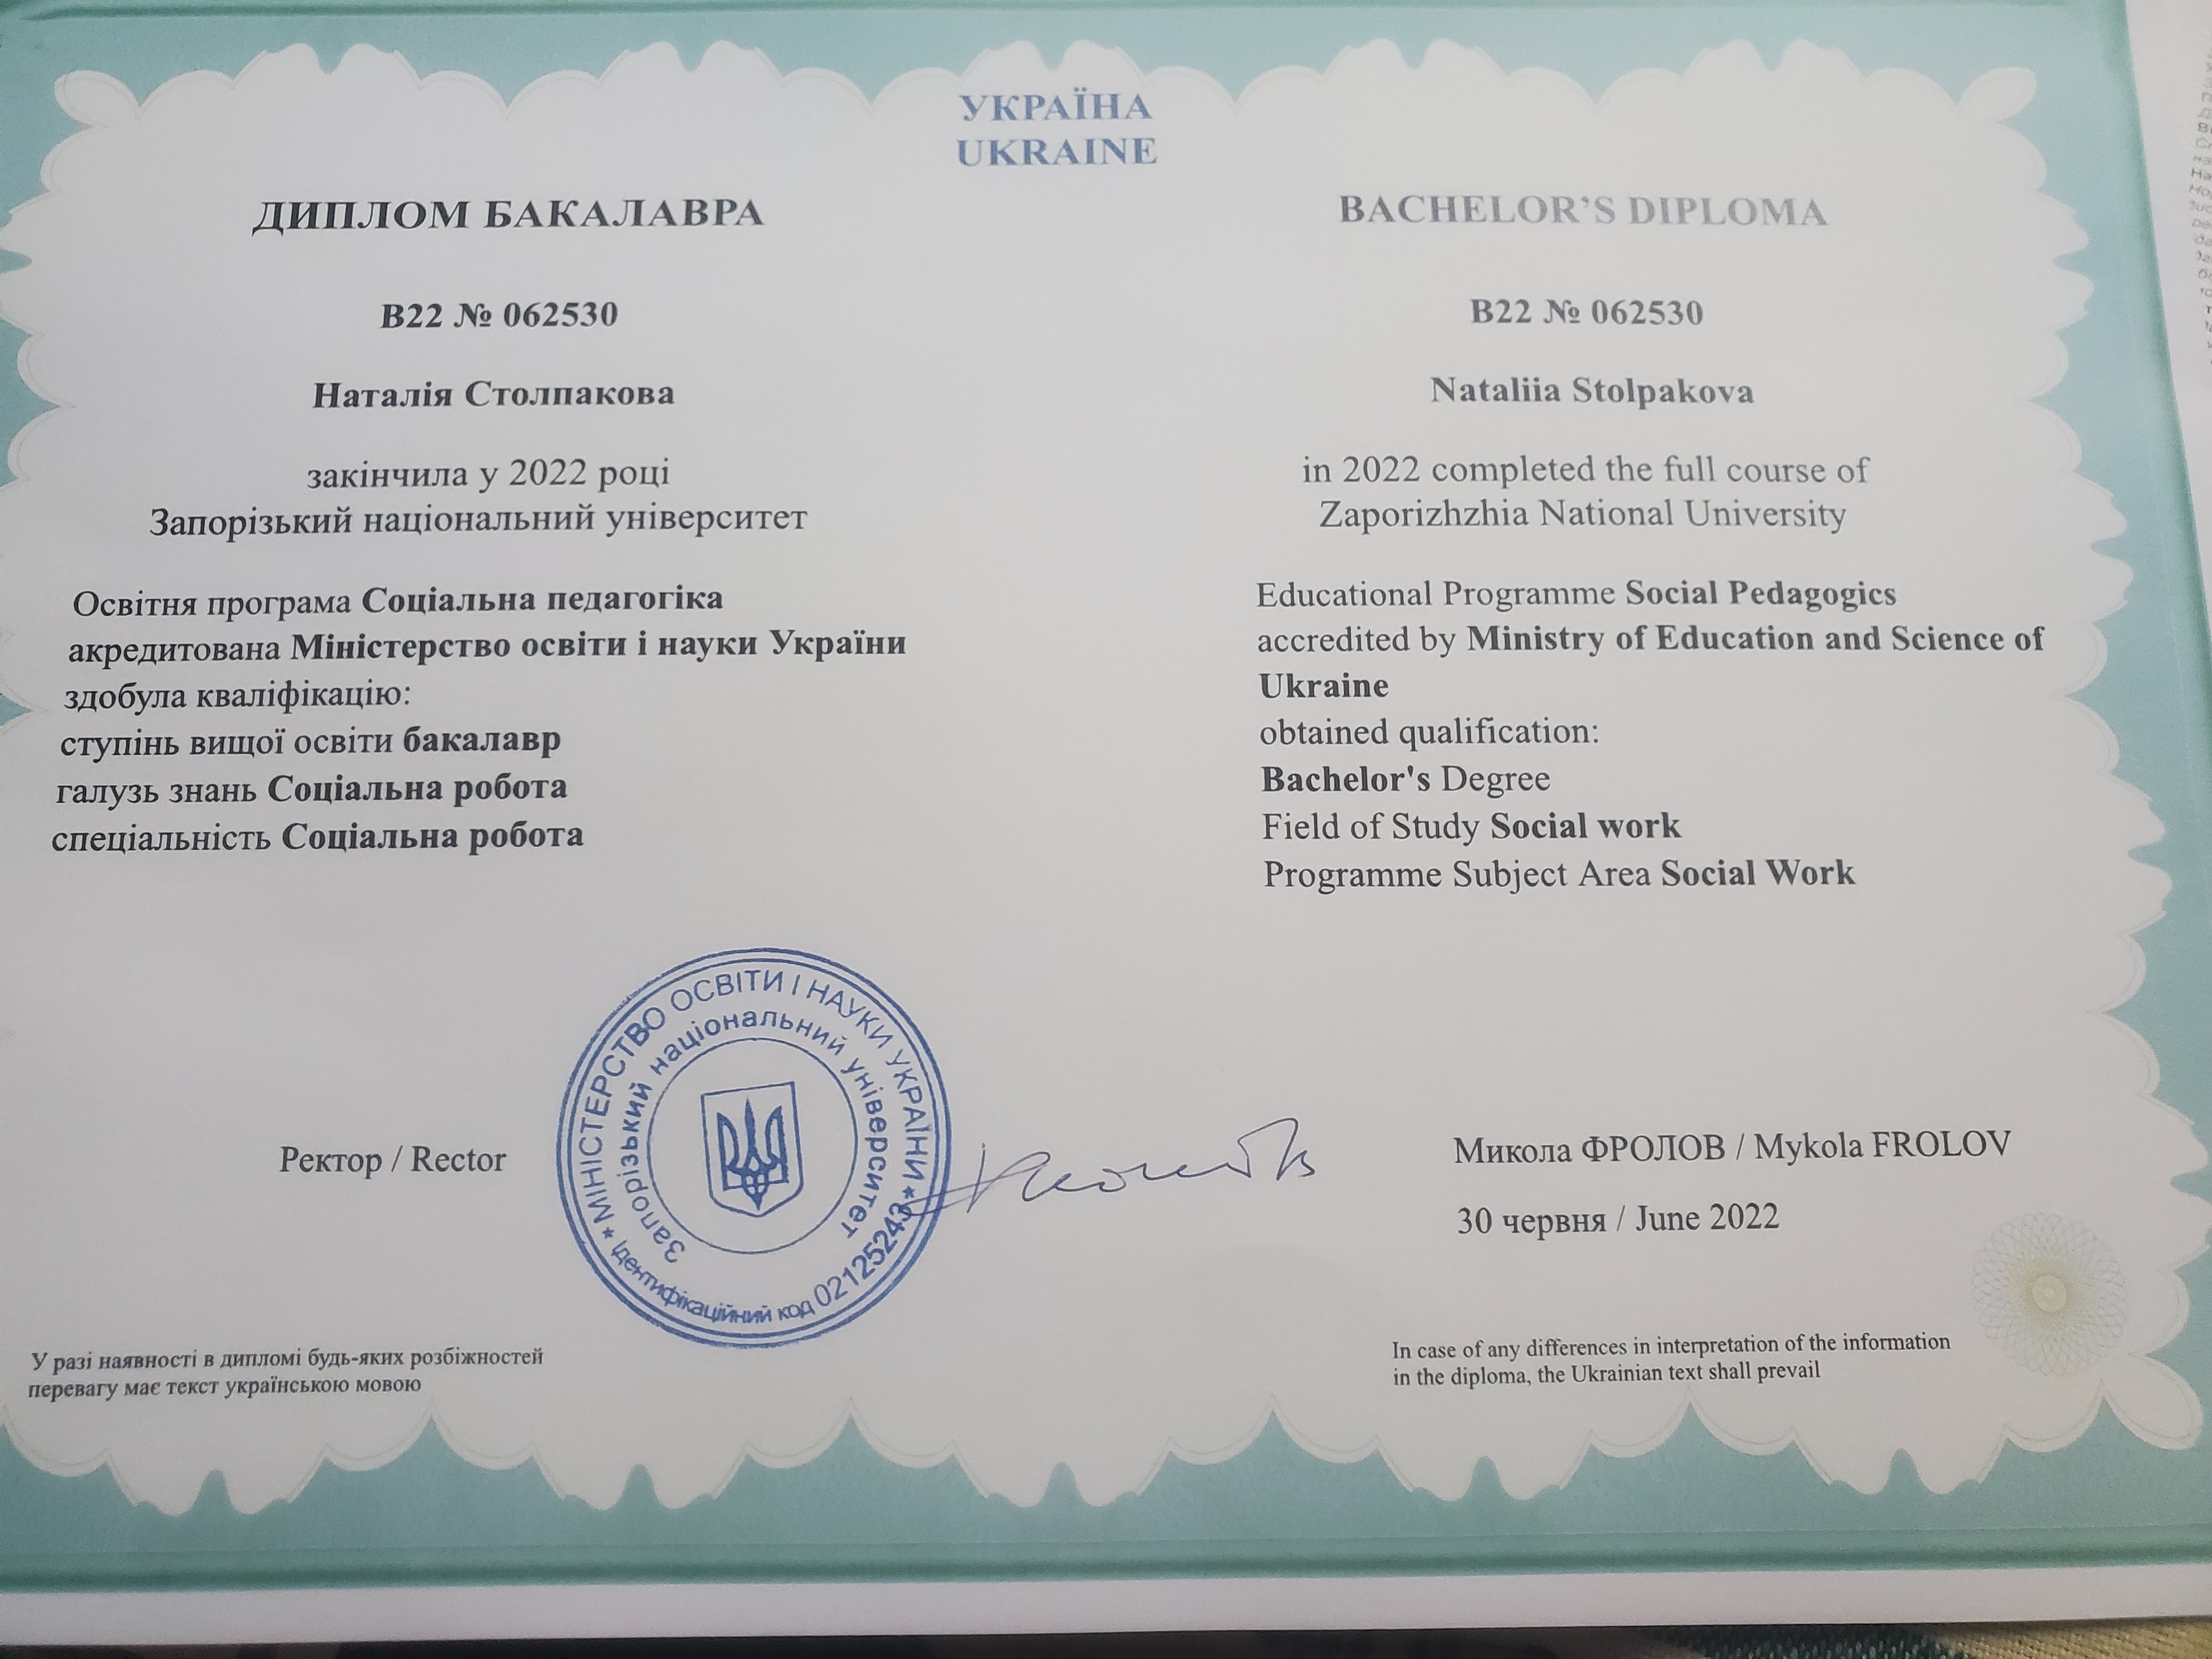 УКРАЇНА
UKRAINE
ДИПЛОМ БАКАЛАВРА
B22 № 062530
Наталія Столпакова
закінчила у 2022 році
Запорізький національний університет
Освітня програма Соціальна педагогіка
акредитована Міністерство освіти і науки України
здобула кваліфікацію:
ступінь вищої освіти бакалавр
галузь знань Соціальна робота
спеціальність Соціальна робота
BACHELOR’S DIPLOMA
B22 № 062530
Nataliia Stolpakova
in 2022 completed the full course of
Zaporizhzhia National University
Educational Programme Social Pedagogics
accredited by Ministry of Education and Science of
Ukraine
obtained qualification:
Bachelor's Degree
Field of Study Social work
Programme Subject Area Social Work
Ректор / Rector
МІНІСТЕРСТВО ОСВІТИ І НАУКИ УКРАЇНИ
Запорізький національний університет
Ідентифікаційний код 02125243
Микола ФРОЛОВ / Mykola FROLOV
30 червня / June 2022
У разі наявності в дипломі будь-яких розбіжностей
перевагу має текст українською мовою
In case of any differences in interpretation of the information
in the diploma, the Ukrainian text shall prevail